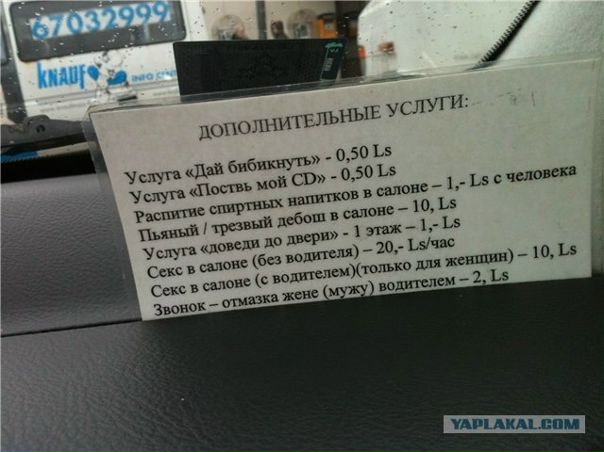 67032999
KNAUF INFO
ДОПОЛНИТЕЛЬНЫЕ УСЛУГИ:
Услуга «Дай бибикнуть» - 0,50 Ls
Услуга «Поствь мой CD» - 0,50 Ls
Распитие спиртных напитков в салоне – 1,- Ls с человека
Пьяный / трезвый дебош в салоне – 10, Ls
Услуга «доведи до двери» - 1 этаж – 1,- Ls
Секс в салоне (без водителя) – 20,- Ls/час
Секс в салоне (с водителем)(только для женщин) – 10, Ls
Звонок – отмазка жене (мужу) водителем – 2, Ls
YAPLAKAL.COM